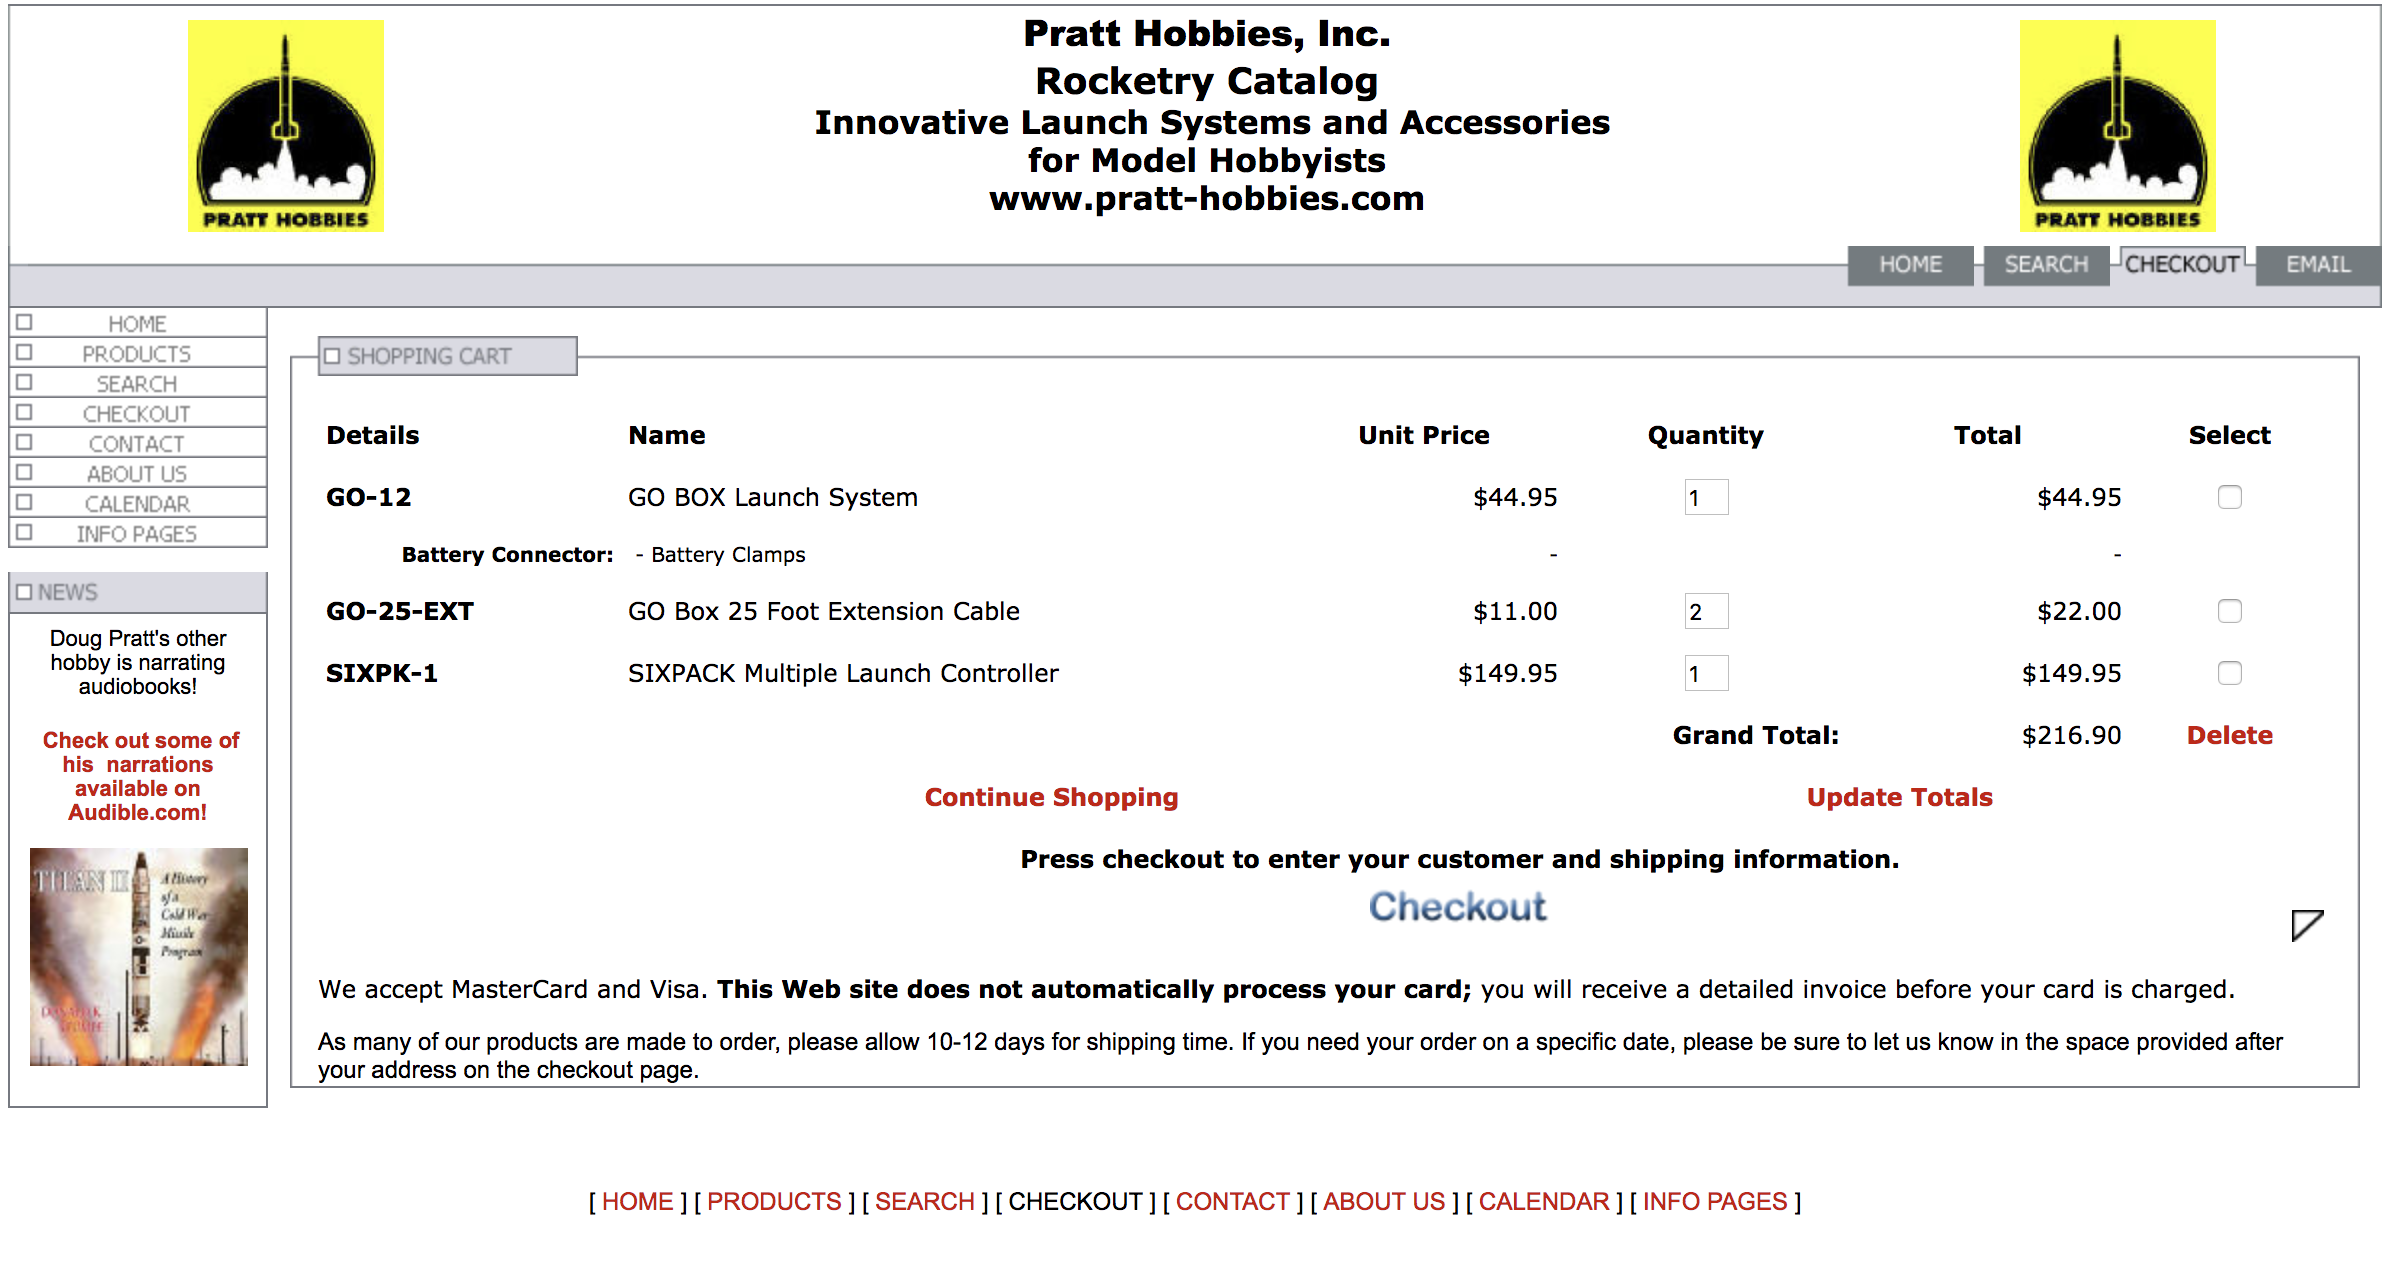 PRATT HOBBIES
Pratt Hobbies, Inc.
Rocketry Catalog
Innovative Launch Systems and Accessories
for Model Hobbyists
www.pratt-hobbies.com
PRATT HOBBIES
HOME SEARCH CHECKOUT EMAIL
HOME
PRODUCTS
SEARCH
CHECKOUT
CONTACT
ABOUT US
CALENDAR
INFO PAGES
NEWS
Doug Pratt's other
hobby is narrating
audiobooks!
Check out some of
his narrations
available on
Audible.com!
TITAN II
A History
of a
Cold War
Missile
Program
SHOPPING CART
Details Name Unit Price Quantity Total Select
GO-12 GO BOX Launch System $44.95 1 $44.95
Battery Connector: - Battery Clamps - -
GO-25-EXT GO Box 25 Foot Extension Cable $11.00 2 $22.00
SIXPK-1 SIXPACK Multiple Launch Controller $149.95 1 $149.95
Grand Total: $216.90 Delete
Continue Shopping Update Totals
Press checkout to enter your customer and shipping information.
Checkout
We accept MasterCard and Visa. This Web site does not automatically process your card; you will receive a detailed invoice before your card is charged.
As many of our products are made to order, please allow 10-12 days for shipping time. If you need your order on a specific date, please be sure to let us know in the space provided after
your address on the checkout page.
[ HOME ] [ PRODUCTS ] [ SEARCH ] [ CHECKOUT ] [ CONTACT ] [ ABOUT US ] [ CALENDAR ] [ INFO PAGES ]